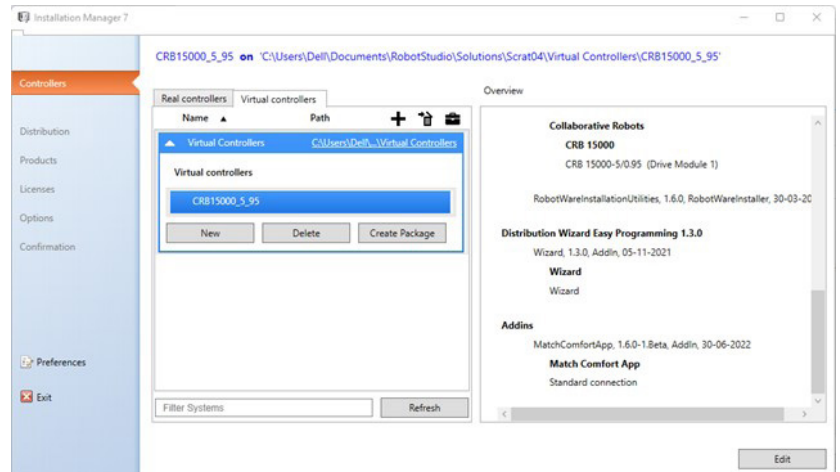 Installation Manager 7
CRB15000_5_95 on 'C:\Users\Dell\Documents\RobotStudio\Solutions\Scrat04\Virtual Controllers\CRB15000_5_95'
Controllers
Distribution
Products
Licenses
Options
Confirmation
Preferences
Exit
Real controllers Virtual controllers
Name Path
Virtual Controllers C:\Users\Dell\...\Virtual Controllers
Virtual controllers
CRB15000_5_95
New Delete Create Package
Filter Systems Refresh
Overview
Collaborative Robots
CRB 15000
CRB 15000-5/0.95 (Drive Module 1)
RobotWareInstallationUtilities, 1.6.0, RobotWareInstaller, 30-03-20
Distribution Wizard Easy Programming 1.3.0
Wizard, 1.3.0, AddIn, 05-11-2021
Wizard
Wizard
Addins
MatchComfortApp, 1.6.0-1.Beta, AddIn, 30-06-2022
Match Comfort App
Standard connection
Edit